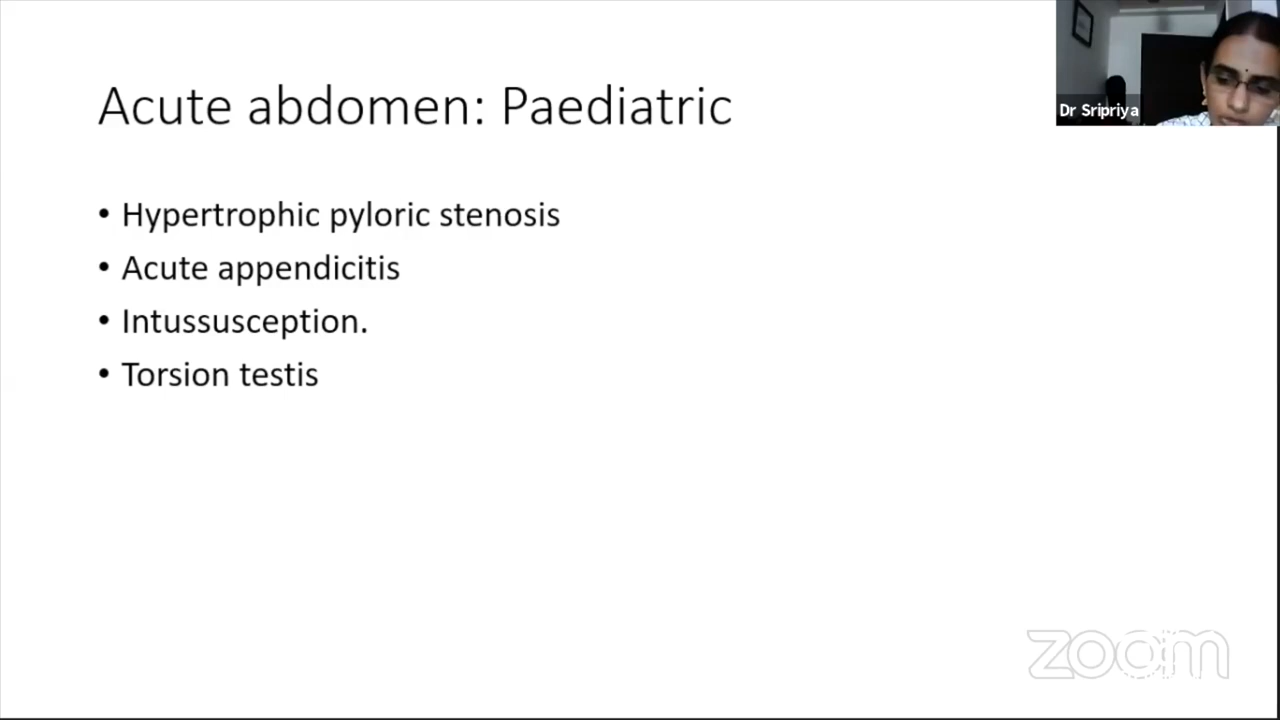 Acute abdomen: Paediatric
Dr Sripriya
• Hypertrophic pyloric stenosis
• Acute appendicitis
• Intussusception.
• Torsion testis
zoom